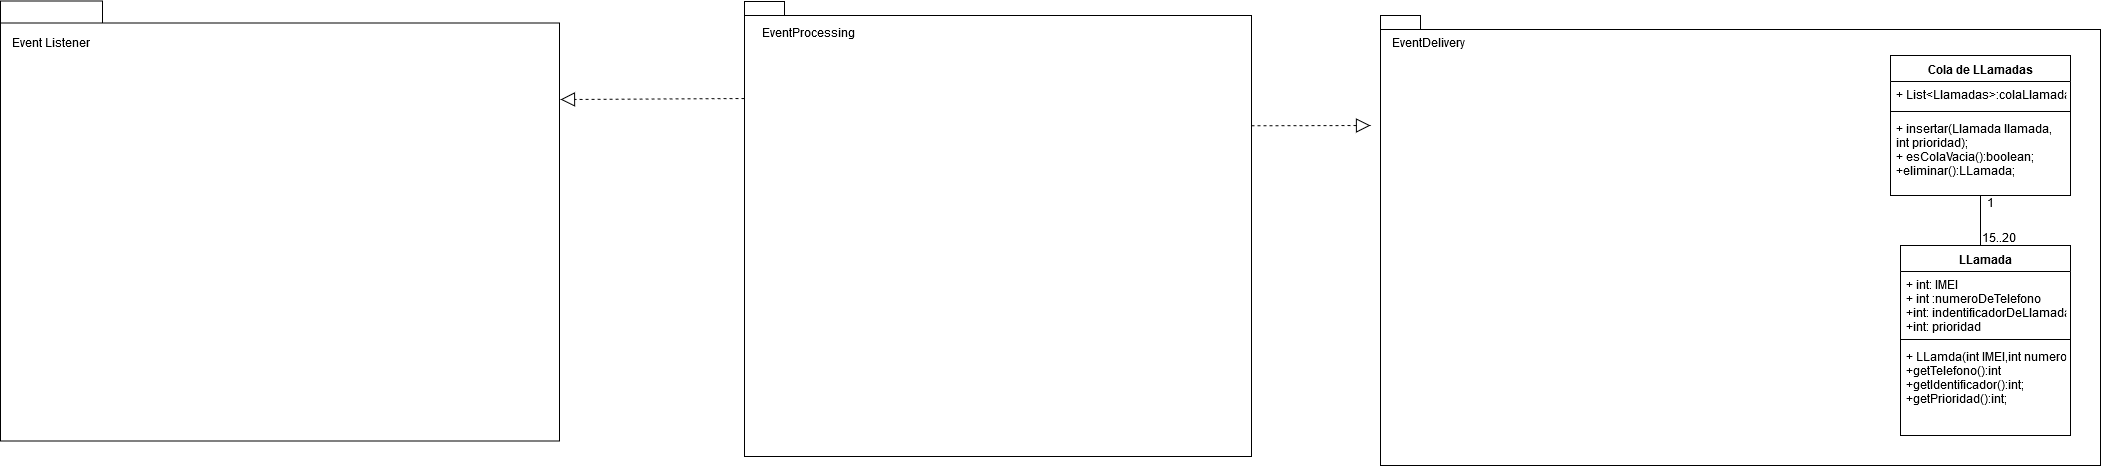 Event Listener
EventProcessing
EventDelivery
Cola de LLamadas
+ List<Llamadas>:colaLlamada
+ insertar(Llamada llamada,
int prioridad);
+ esColaVacia():boolean;
+eliminar():LLamada;
1
15..20
LLamada
+ int: IMEI
+ int :numeroDeTelefono
+int: indentificadorDeLlamada
+int: prioridad
+ LLamda(int IMEI,int numero
+getTelefono():int
+getIdentificador():int;
+getPrioridad():int;